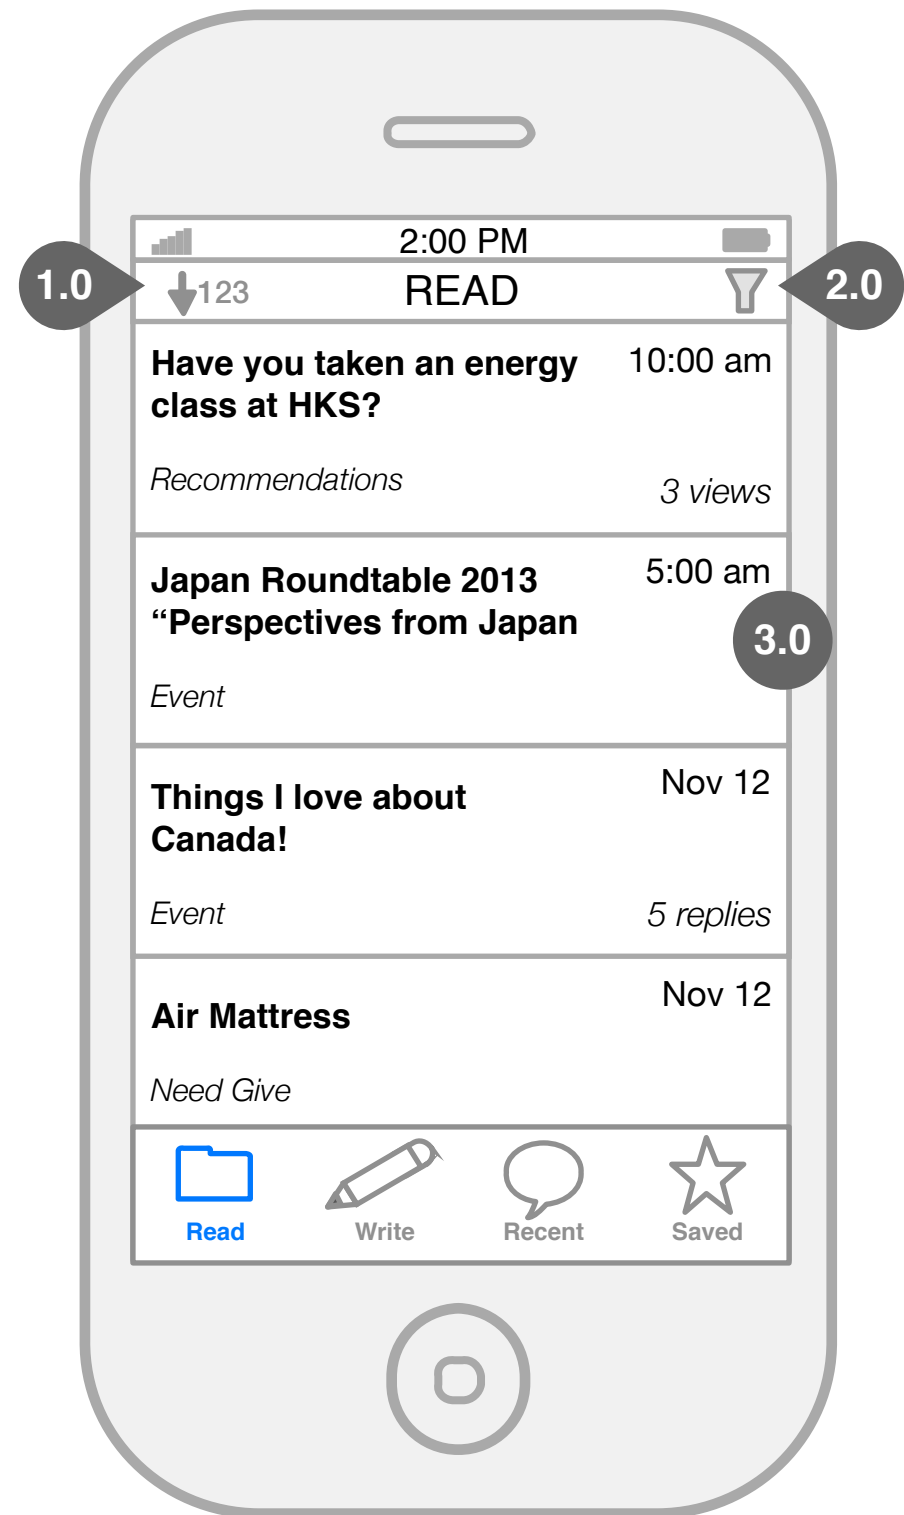 2:00 PM
1.0
123
READ
2.0
Have you taken an energy
class at HKS?
10:00 am
Recommendations
3 views
Japan Roundtable 2013
“Perspectives from Japan
5:00 am
3.0
Event
Things I love about
Canada!
Nov 12
Event
5 replies
Air Mattress
Nov 12
Need Give
Read
Write
Recent
Saved